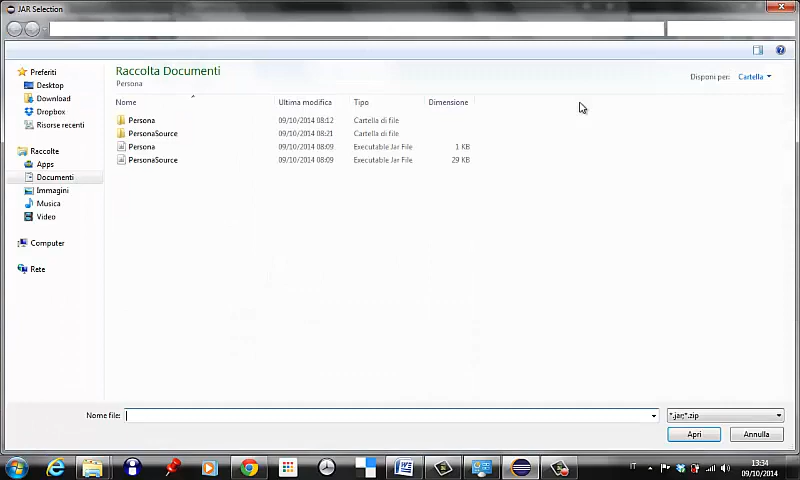 JAR Selection
Raccolta Documenti
Persona
Disponi per: Cartella
Nome Ultima modifica Tipo Dimensione
Persona 09/10/2014 08:12 Cartella di file
PersonaSource 09/10/2014 08:21 Cartella di file
Persona 09/10/2014 08:09 Executable Jar File 1 KB
PersonaSource 09/10/2014 08:09 Executable Jar File 29 KB
Preferiti
Desktop
Download
Dropbox
Risorse recenti
Raccolte
Apps
Documenti
Immagini
Musica
Video
Computer
Rete
Nome file:
*.jar;*.zip
Apri
Annulla
IT
13:34
09/10/2014